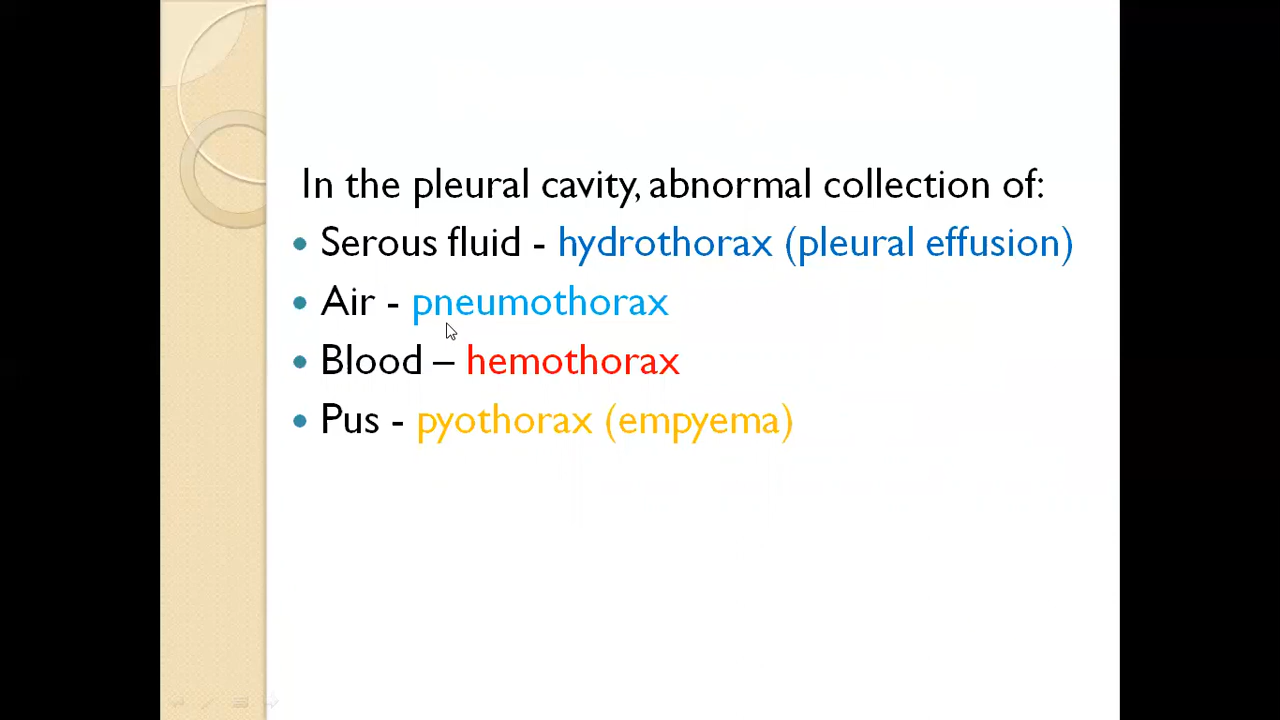 In the pleural cavity, abnormal collection of:
• Serous fluid - hydrothorax (pleural effusion)
• Air - pneumothorax
• Blood – hemothorax
• Pus - pyothorax (empyema)